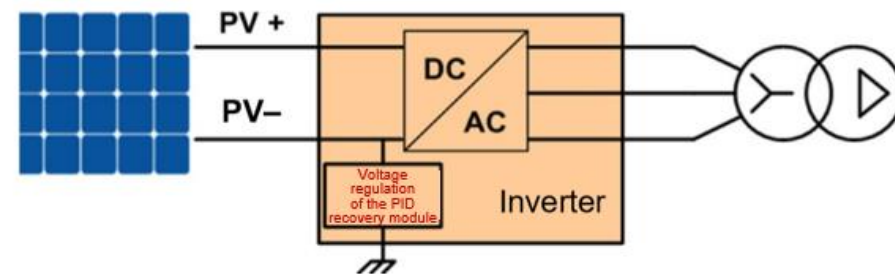 PV +
DC
PV–
AC
Voltage
regulation
of the PID
recovery module.
Inverter